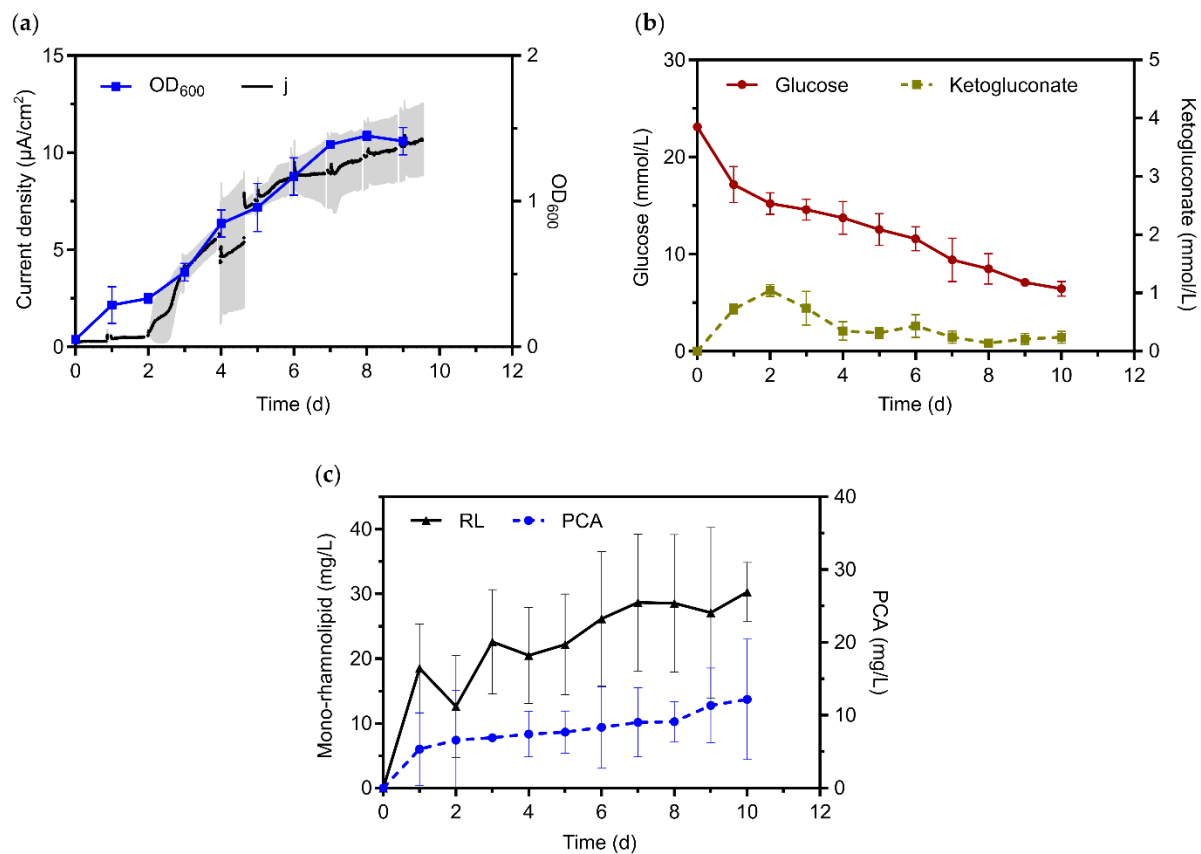 (a)
OD600 j
Current density (µA/cm2)
15
10
5
0
2
1
0
OD600
0 2 4 6 8 10 12
Time (d)
(b)
Glucose Ketogluconate
Glucose (mmol/L)
30
20
10
0
5
4
3
2
1
0
Ketogluconate (mmol/L)
0 2 4 6 8 10 12
Time (d)
(c)
RL PCA
Mono-rhamnolipid (mg/L)
40
30
20
10
0
40
30
20
10
0
PCA (mg/L)
0 2 4 6 8 10 12
Time (d)